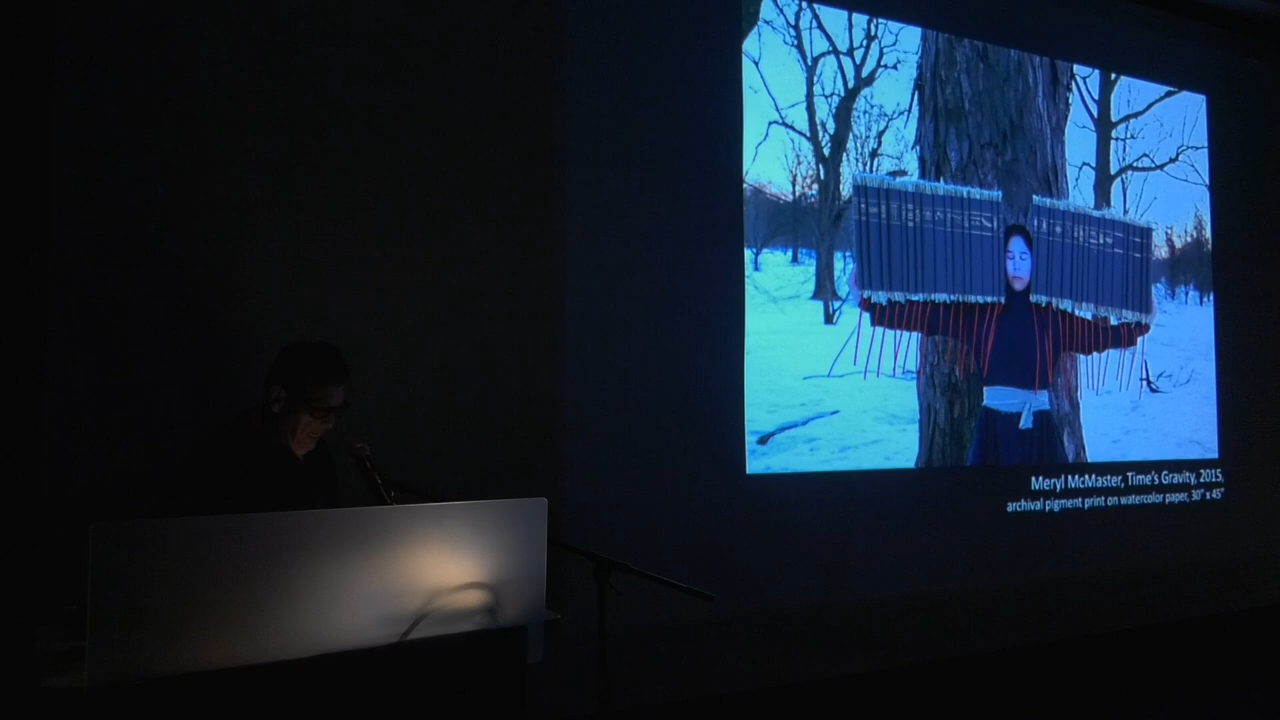 Meryl McMaster, Time's Gravity, 2015,
archival pigment print on watercolor paper, 30" x 45"